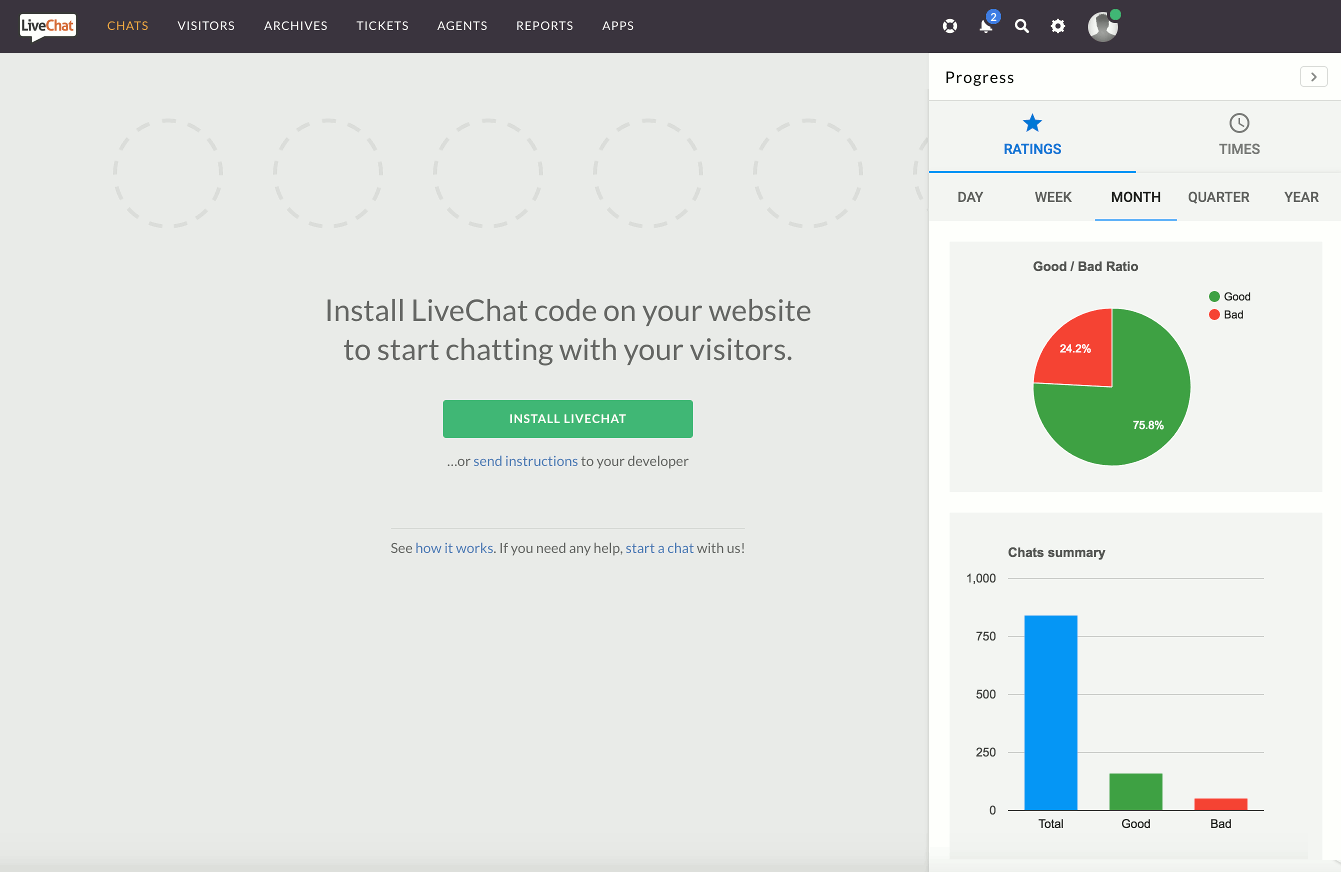 LiveChat
CHATS VISITORS ARCHIVES TICKETS AGENTS REPORTS APPS
2
Install LiveChat code on your website
to start chatting with your visitors.
INSTALL LIVECHAT
...or send instructions to your developer
See how it works. If you need any help, start a chat with us!
Progress
RATINGS TIMES
DAY WEEK MONTH QUARTER YEAR
Good / Bad Ratio
Good
Bad
24.2%
75.8%
Chats summary
1,000
750
500
250
0
Total Good Bad